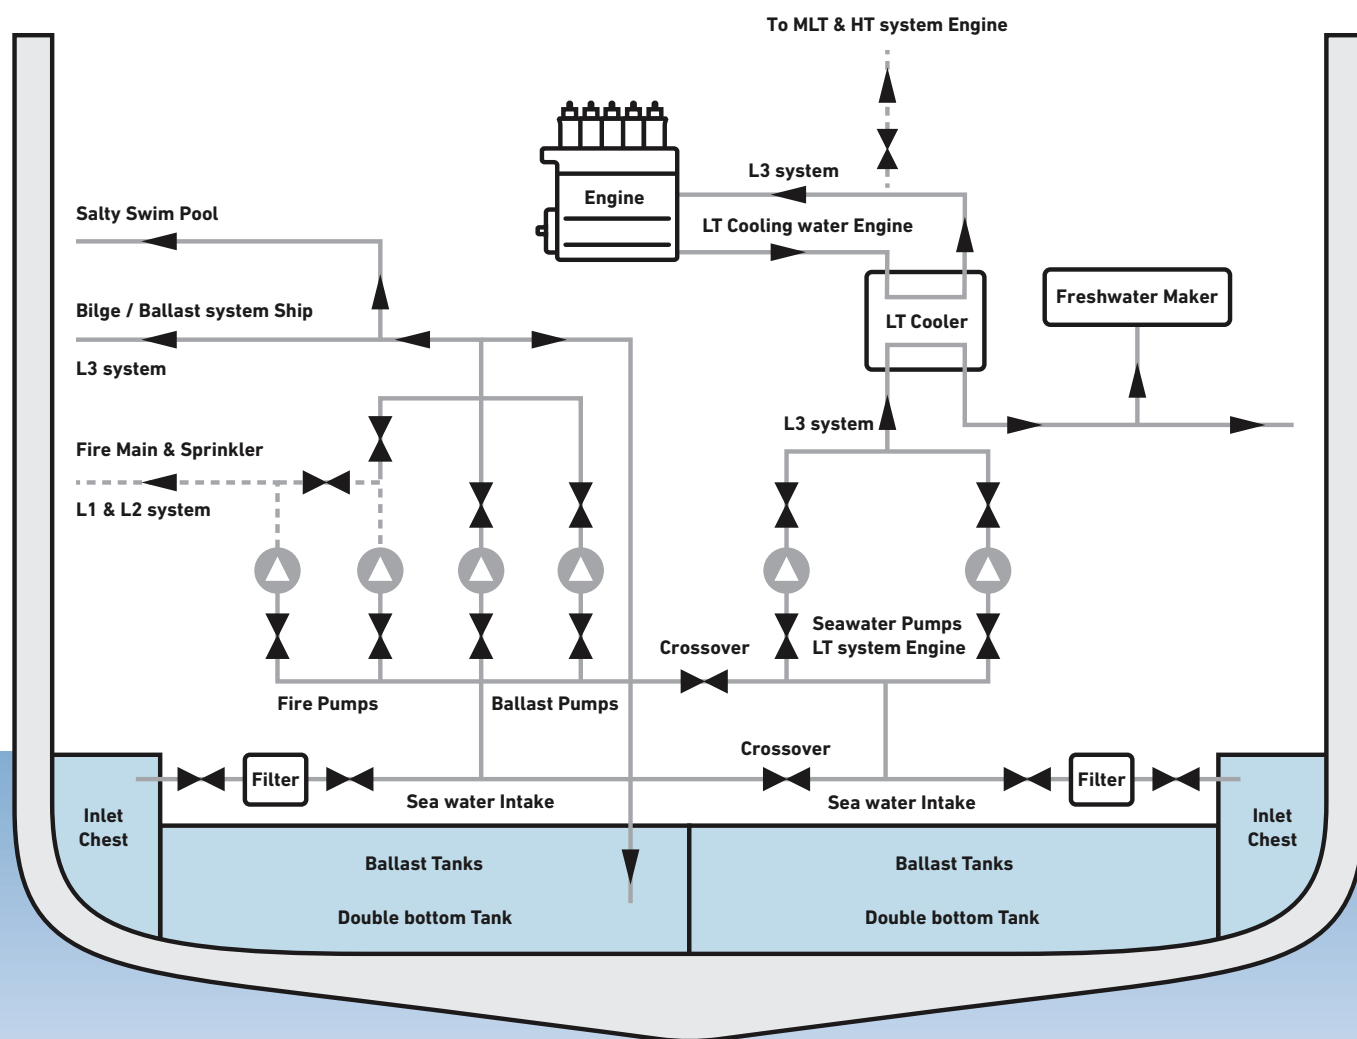 To MLT & HT system Engine
L3 system
Engine
Salty Swim Pool
LT Cooling water Engine
Freshwater Maker
Bilge / Ballast system Ship
LT Cooler
L3 system
L3 system
Fire Main & Sprinkler
L1 & L2 system
Seawater Pumps
LT system Engine
Crossover
Fire Pumps
Ballast Pumps
Crossover
Filter
Filter
Sea water Intake
Sea water Intake
Inlet
Chest
Inlet
Chest
Ballast Tanks
Ballast Tanks
Double bottom Tank
Double bottom Tank